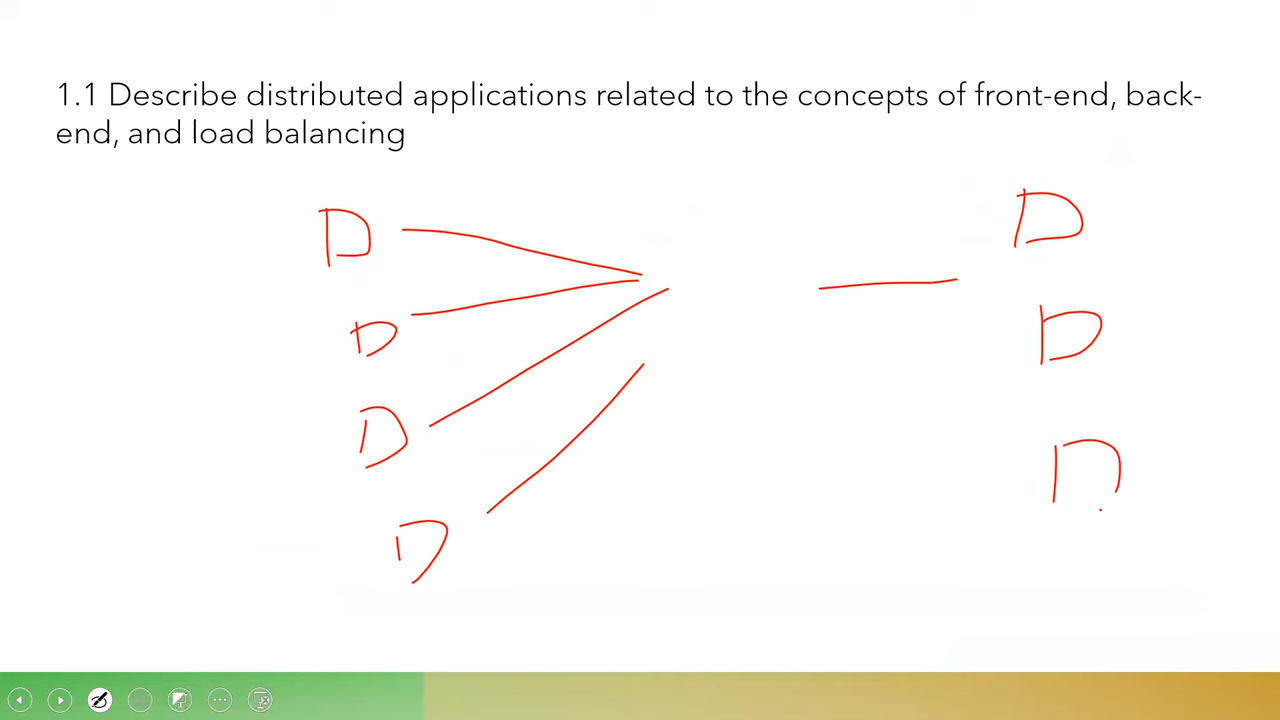 1.1 Describe distributed applications related to the concepts of front-end, back-
end, and load balancing
D
D
D
D
D
D
D